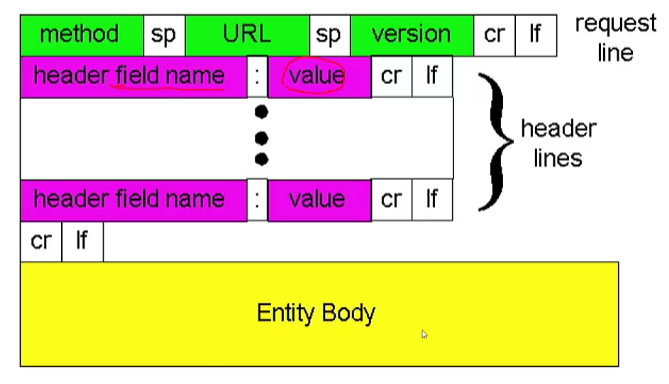 method sp URL sp version cr lf request line
header field name : value cr lf
header lines
header field name : value cr lf
cr lf
Entity Body